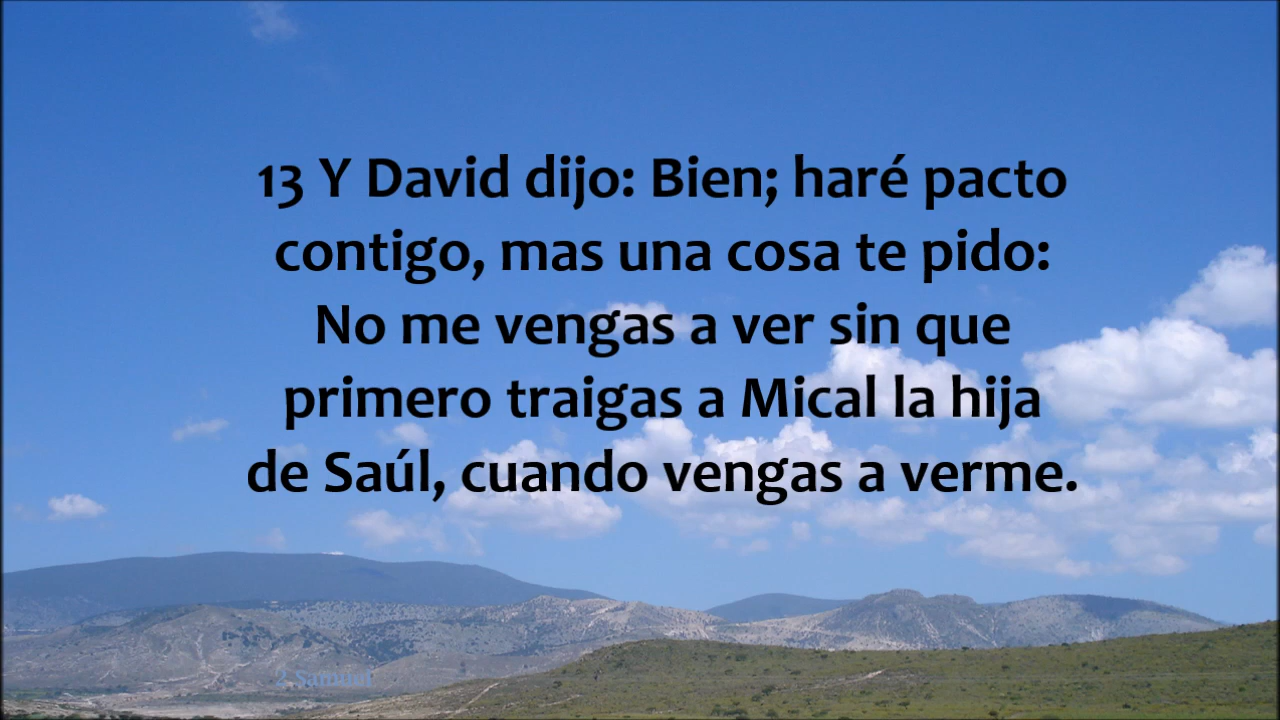 13 Y David dijo: Bien; haré pacto
contigo, mas una cosa te pido:
No me vengas a ver sin que
primero traigas a Mical la hija
de Saúl, cuando vengas a verme.
2 Samuel